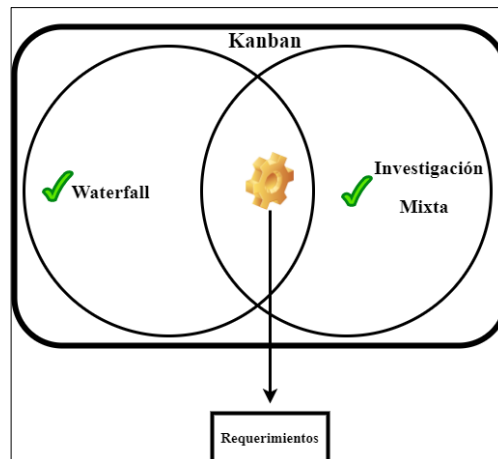 Kanban
Waterfall
Investigación
Mixta
Requerimientos